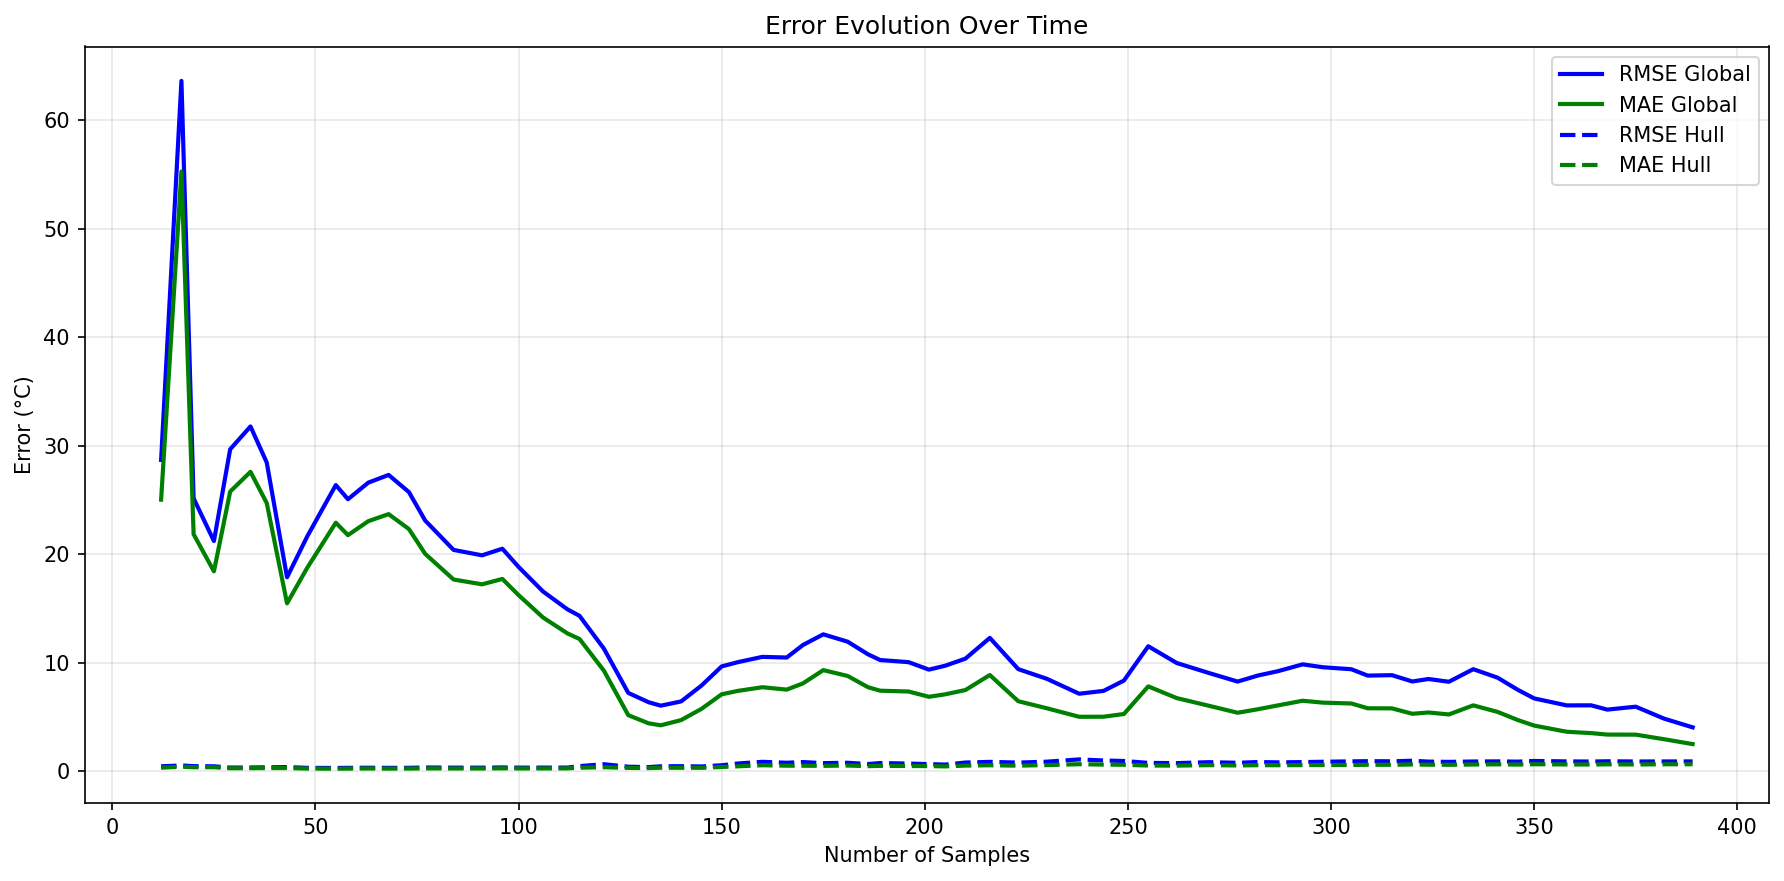 Error Evolution Over Time
RMSE Global
MAE Global
RMSE Hull
MAE Hull
Error (°C)
60
50
40
30
20
10
0
0 50 100 150 200 250 300 350 400
Number of Samples